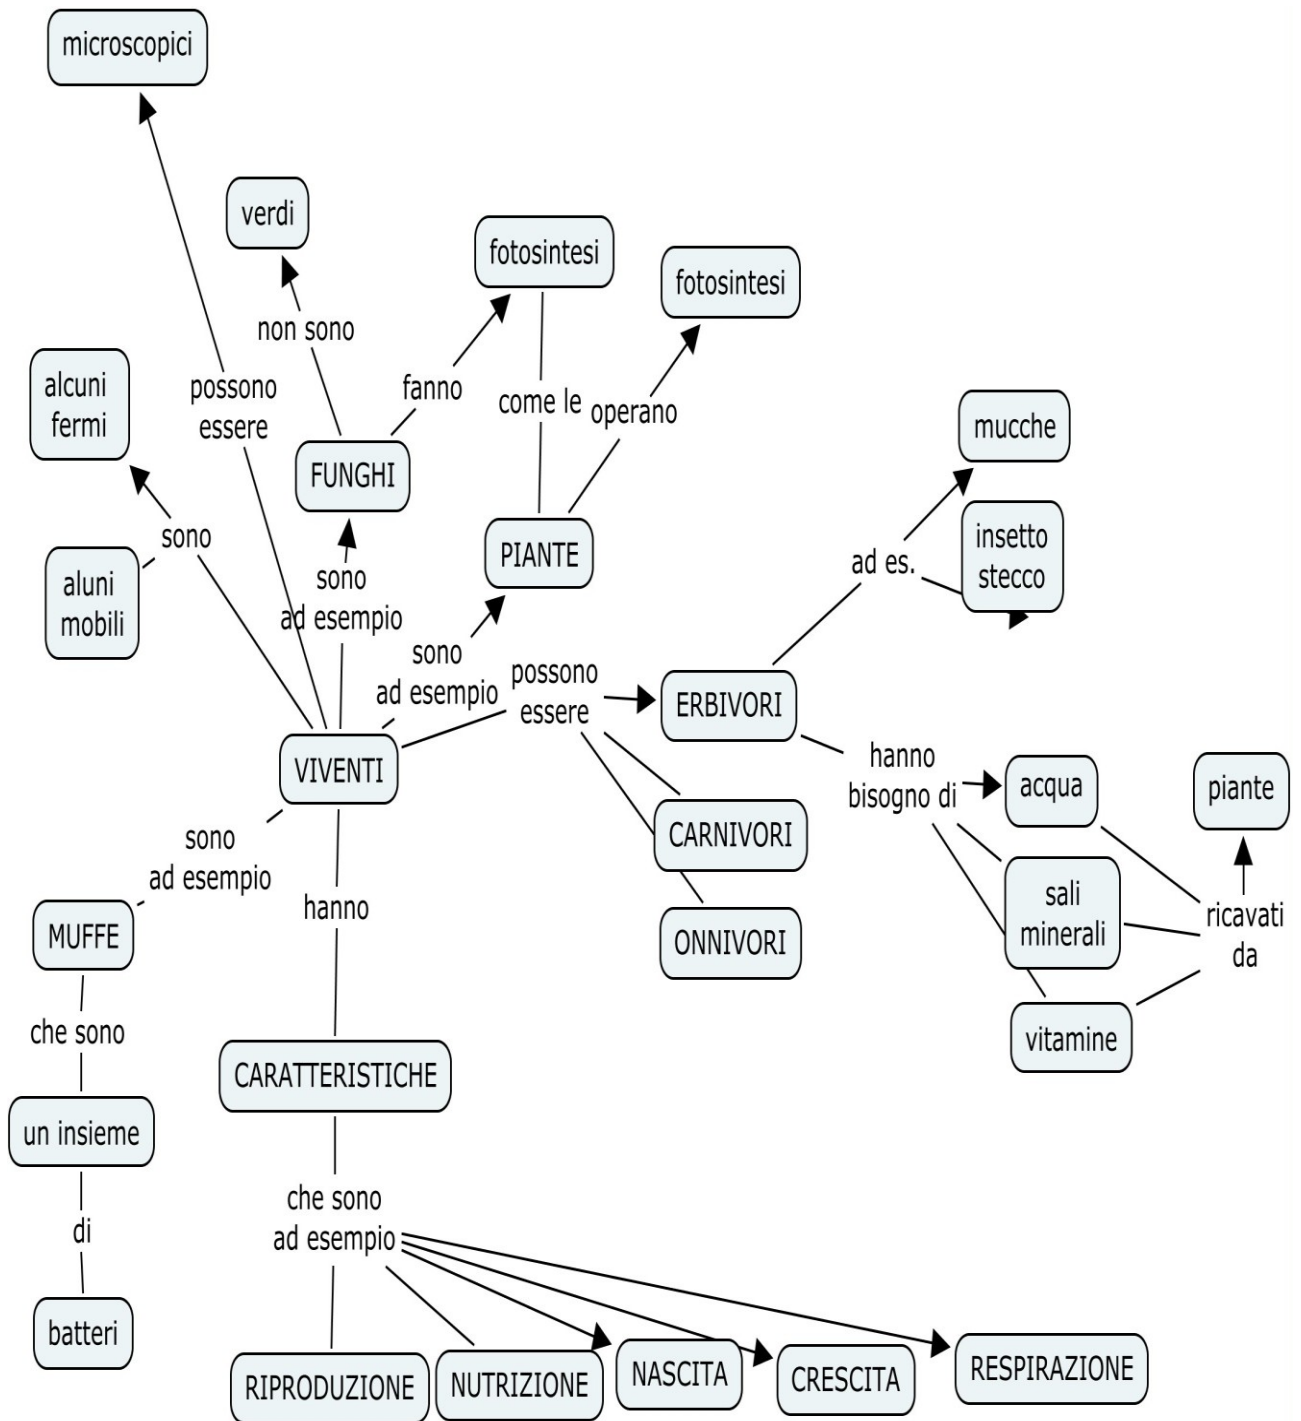 microscopici
verdi
fotosintesi
fotosintesi
non sono
possono
essere
alcuni
fermi
fanno
come le
operano
mucche
FUNGHI
sono
PIANTE
ad es.
insetto
stecco
aluni
mobili
sono
ad esempio
sono
ad esempio
possono
essere
ERBIVORI
VIVENTI
hanno
bisogno di
acqua
piante
CARNIVORI
sono
ad esempio
hanno
sali
minerali
ricavati
da
MUFFE
ONNIVORI
che sono
vitamine
CARATTERISTICHE
un insieme
che sono
ad esempio
di
batteri
RIPRODUZIONE
NUTRIZIONE
NASCITA
CRESCITA
RESPIRAZIONE